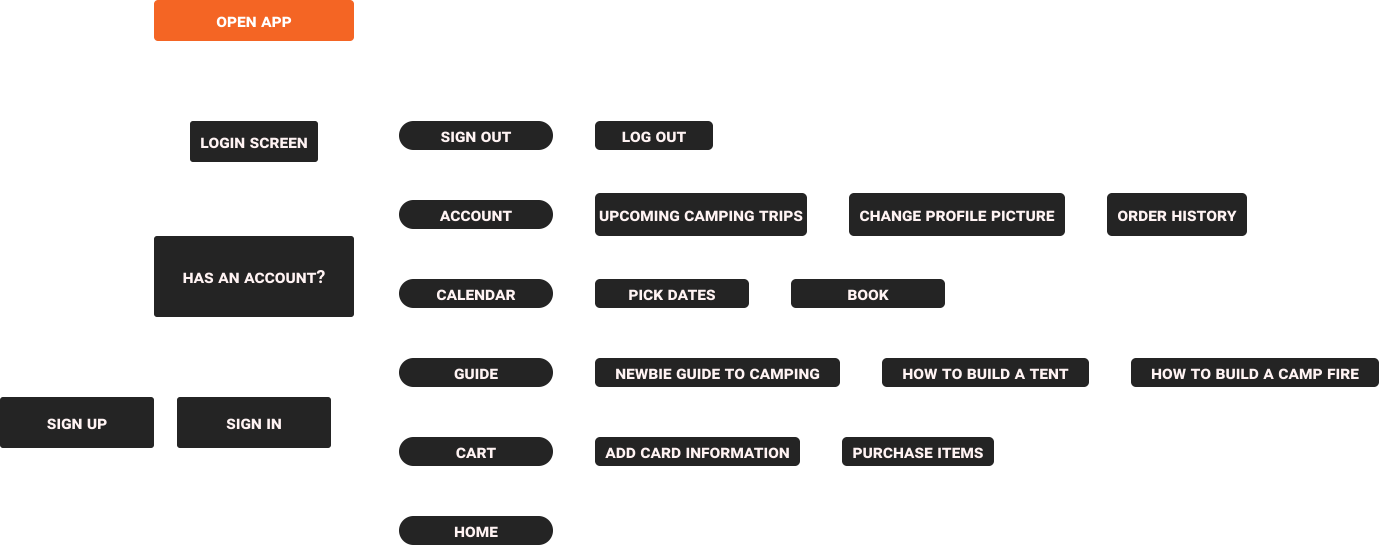 OPEN APP
LOGIN SCREEN
SIGN OUT
LOG OUT
ACCOUNT
UPCOMING CAMPING TRIPS
CHANGE PROFILE PICTURE
ORDER HISTORY
HAS AN ACCOUNT?
CALENDAR
PICK DATES
BOOK
GUIDE
NEWBIE GUIDE TO CAMPING
HOW TO BUILD A TENT
HOW TO BUILD A CAMP FIRE
SIGN UP
SIGN IN
CART
ADD CARD INFORMATION
PURCHASE ITEMS
HOME